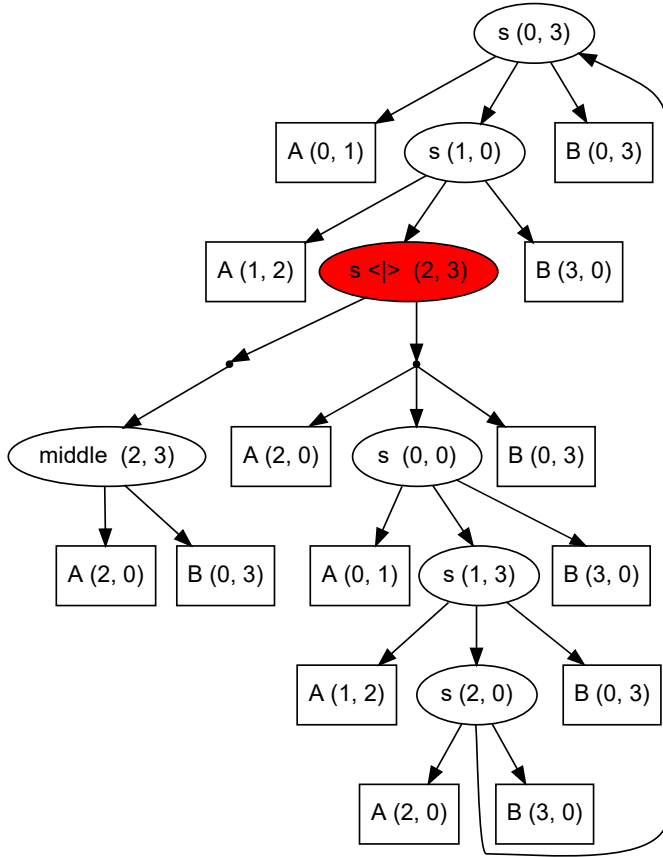 s (0, 3)
A (0, 1)
s (1, 0)
B (0, 3)
A (1, 2)
s <|> (2, 3)
B (3, 0)
middle (2, 3)
A (2, 0)
s (0, 0)
B (0, 3)
A (2, 0)
B (0, 3)
A (0, 1)
s (1, 3)
B (3, 0)
A (1, 2)
s (2, 0)
B (0, 3)
A (2, 0)
B (3, 0)